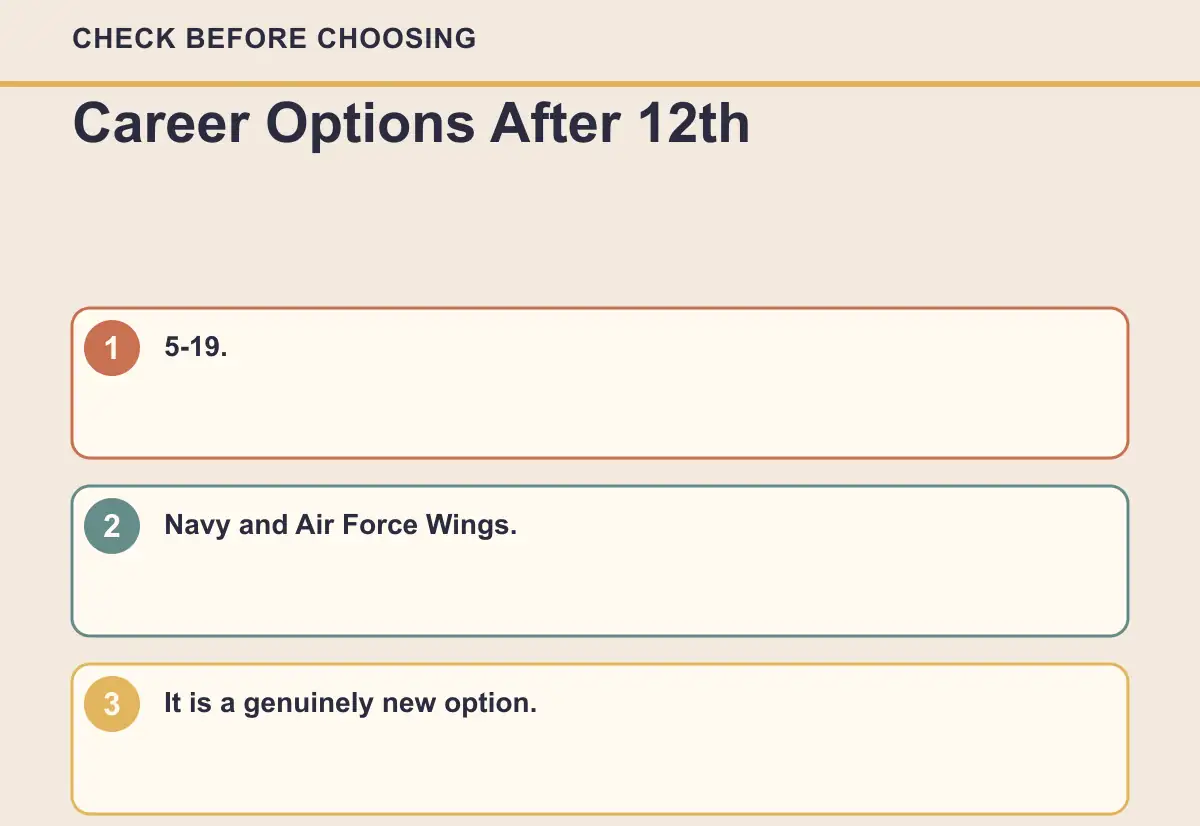 CHECK BEFORE CHOOSING
Career Options After 12th
1 5-19.
2 Navy and Air Force Wings.
3 It is a genuinely new option.